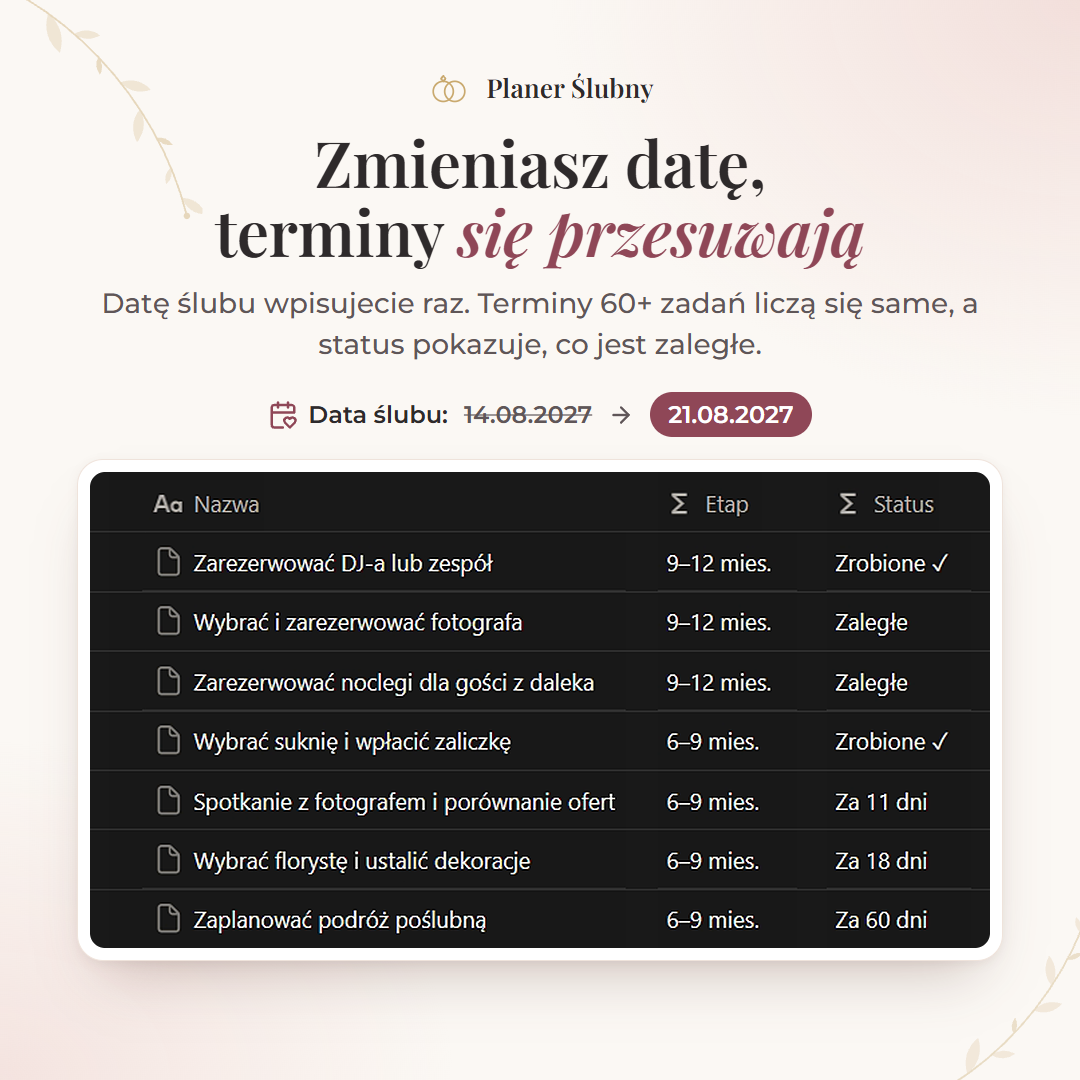 Planer Ślubny
Zmieniasz datę,
terminy się przesuwają
Datę ślubu wpisujecie raz. Terminy 60+ zadań liczą się same, a
status pokazuje, co jest zaległe.
Data ślubu: 14.08.2027 → 21.08.2027
Aa Nazwa Σ Etap Σ Status
Zarezerwować DJ-a lub zespół 9–12 mies. Zrobione ✓
Wybrać i zarezerwować fotografa 9–12 mies. Zaległe
Zarezerwować noclegi dla gości z daleka 9–12 mies. Zaległe
Wybrać suknię i wpłacić zaliczkę 6–9 mies. Zrobione ✓
Spotkanie z fotografem i porównanie ofert 6–9 mies. Za 11 dni
Wybrać florystę i ustalić dekoracje 6–9 mies. Za 18 dni
Zaplanować podróż poślubną 6–9 mies. Za 60 dni